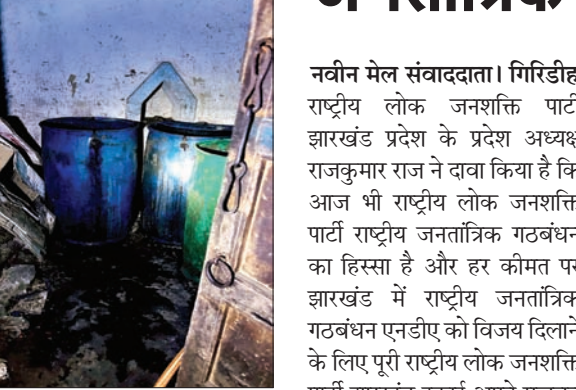 नवीन मेल संवाददाता। गिरिडीह
राष्ट्रीय लोक जनशक्ति पार्टी
झारखंड प्रदेश के प्रदेश अध्यक्ष
राजकुमार राज ने दावा किया है कि
आज भी राष्ट्रीय लोक जनशक्ति
पार्टी राष्ट्रीय जनतांत्रिक गठबंधन
का हिस्सा है और हर कीमत पर
झारखंड में राष्ट्रीय जनतांत्रिक
गठबंधन एनडीए को विजय दिलाने
के लिए पूरी राष्ट्रीय लोक जनशक्ति